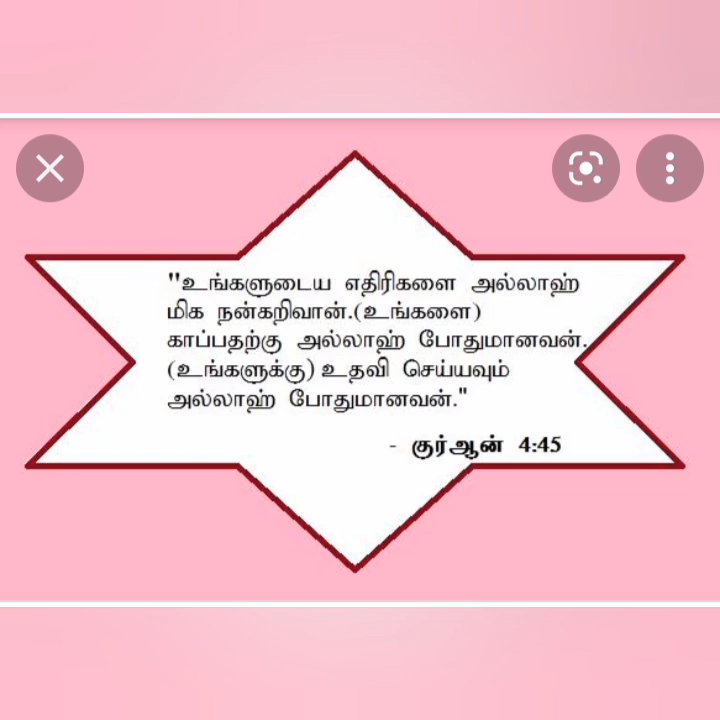 "உங்களுடைய எதிரிகளை அல்லாஹ்
மிக நன்கறிவான்.(உங்களை)
காப்பதற்கு அல்லாஹ் போதுமானவன்.
(உங்களுக்கு) உதவி செய்யவும்
அல்லாஹ் போதுமானவன்."
- குர்ஆன் 4:45